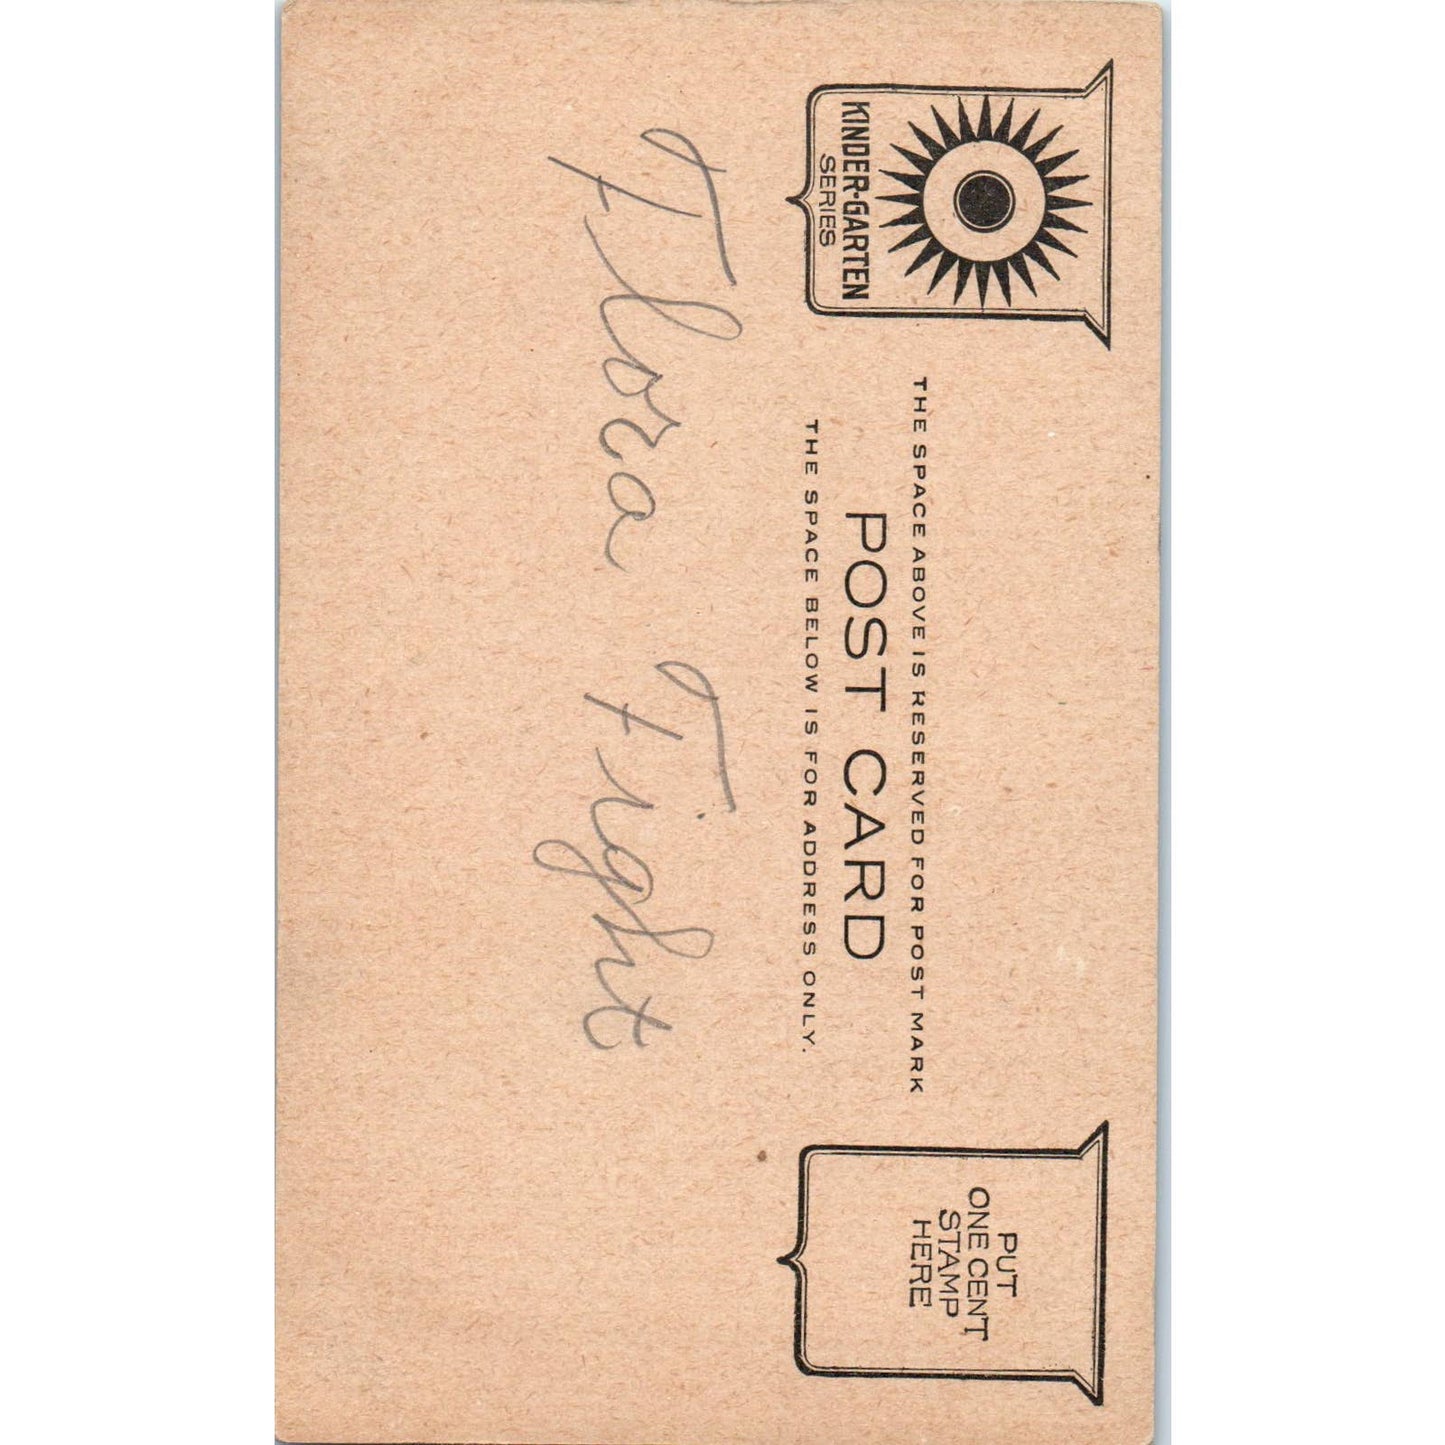 KINDER-GARTEN
SERIES
THE SPACE ABOVE IS RESERVED FOR POST MARK
POST CARD
THE SPACE BELOW IS FOR ADDRESS ONLY.
PUT
ONE CENT
STAMP
HERE
Flora Fight